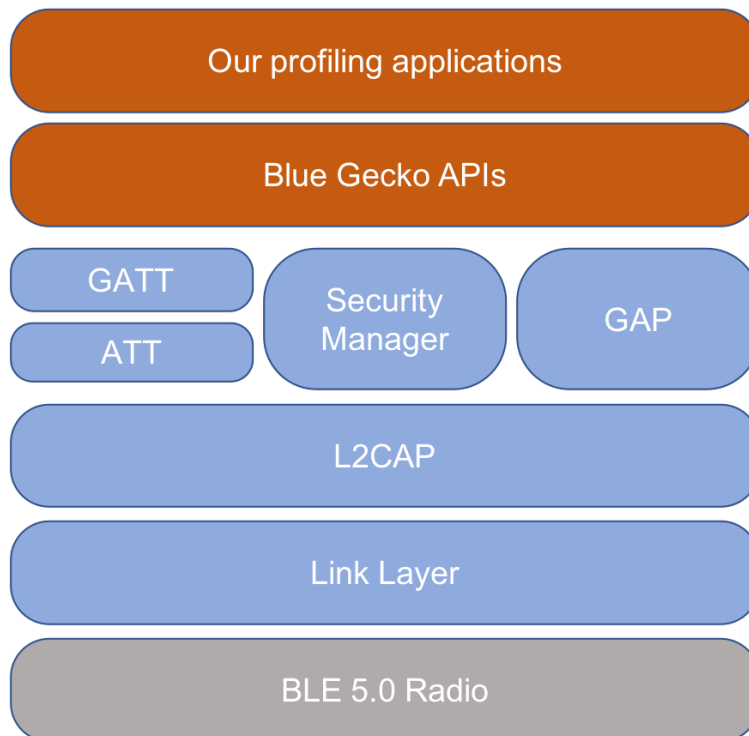 Our profiling applications
Blue Gecko APIs
GATT
ATT
Security
Manager
GAP
L2CAP
Link Layer
BLE 5.0 Radio